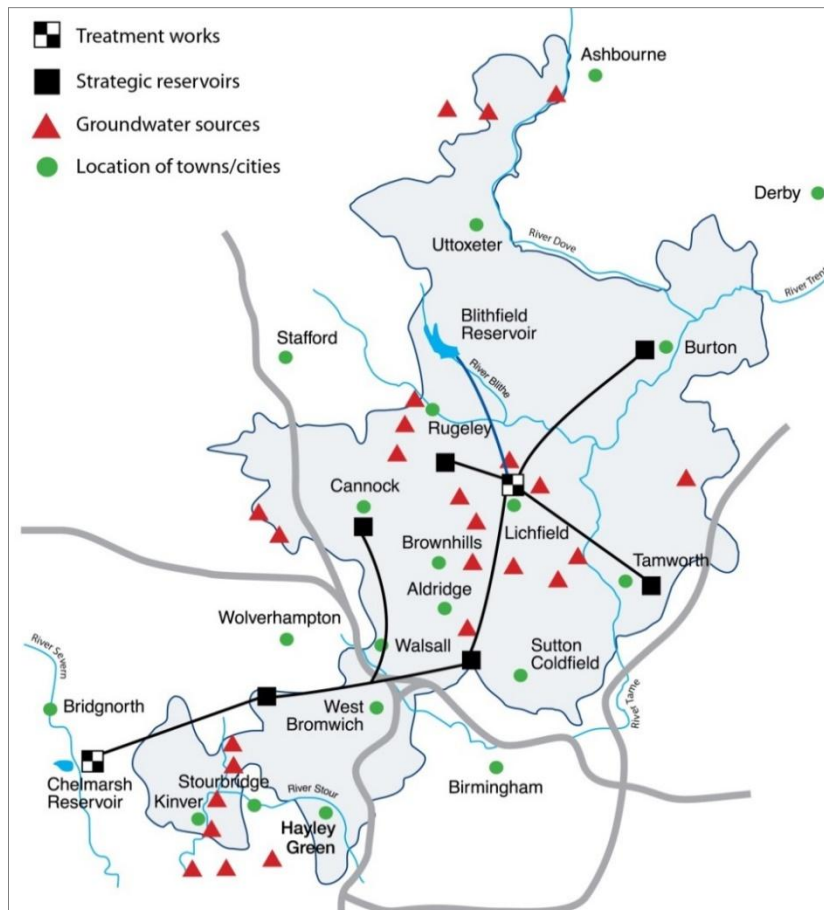 Treatment works
Strategic reservoirs
Groundwater sources
Location of towns/cities
Ashbourne
Derby
Uttoxeter
River Dove
River Trent
Blithfield
Reservoir
Stafford
Burton
River Blithe
Rugeley
Cannock
Lichfield
Brownhills
Tamworth
Aldridge
Wolverhampton
Walsall
Sutton
Coldfield
River Severn
River Tame
Bridgnorth
West
Bromwich
Chelmarsh
Reservoir
Stourbridge
Birmingham
Kinver
River Stour
Hayley
Green